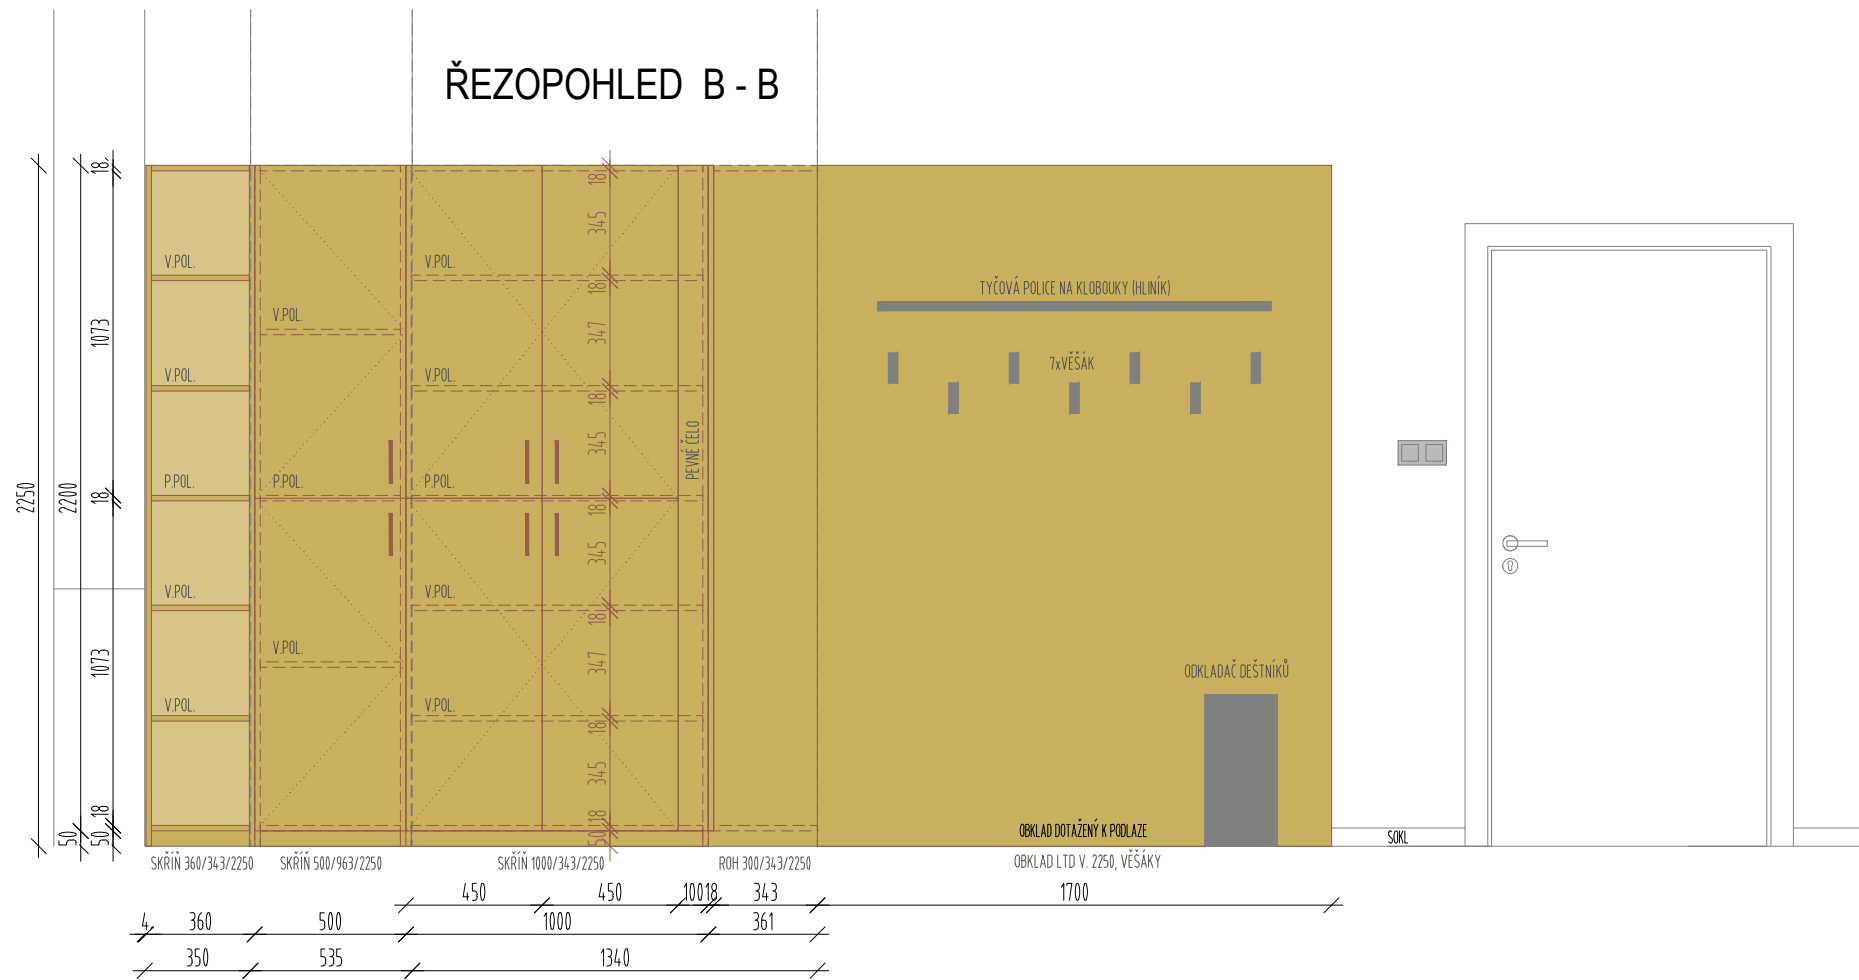 ŘEZOPOHLED B - B
18
2250
2200
1073
18
1073
18
50
50
V.POL.
V.POL.
P.POL.
V.POL.
V.POL.
V.POL.
P.POL.
V.POL.
V.POL.
V.POL.
P.POL.
V.POL.
V.POL.
18
345
18
347
18
345
18
345
18
347
18
345
18
50
PEVNÉ ČELO
TYČOVÁ POLICE NA KLOBOUKY (HLINÍK)
7xVĚŠÁK
ODKLADAČ DEŠTNÍKŮ
OBKLAD DOTAŽENÝ K PODLAZE
SOKL
SKŘÍŇ 360/343/2250
SKŘÍŇ 500/963/2250
SKŘÍŇ 1000/343/2250
ROH 300/343/2250
OBKLAD LTD V. 2250, VĚŠÁKY
450
450
100
18
343
1700
4
360
500
1000
361
350
535
1340